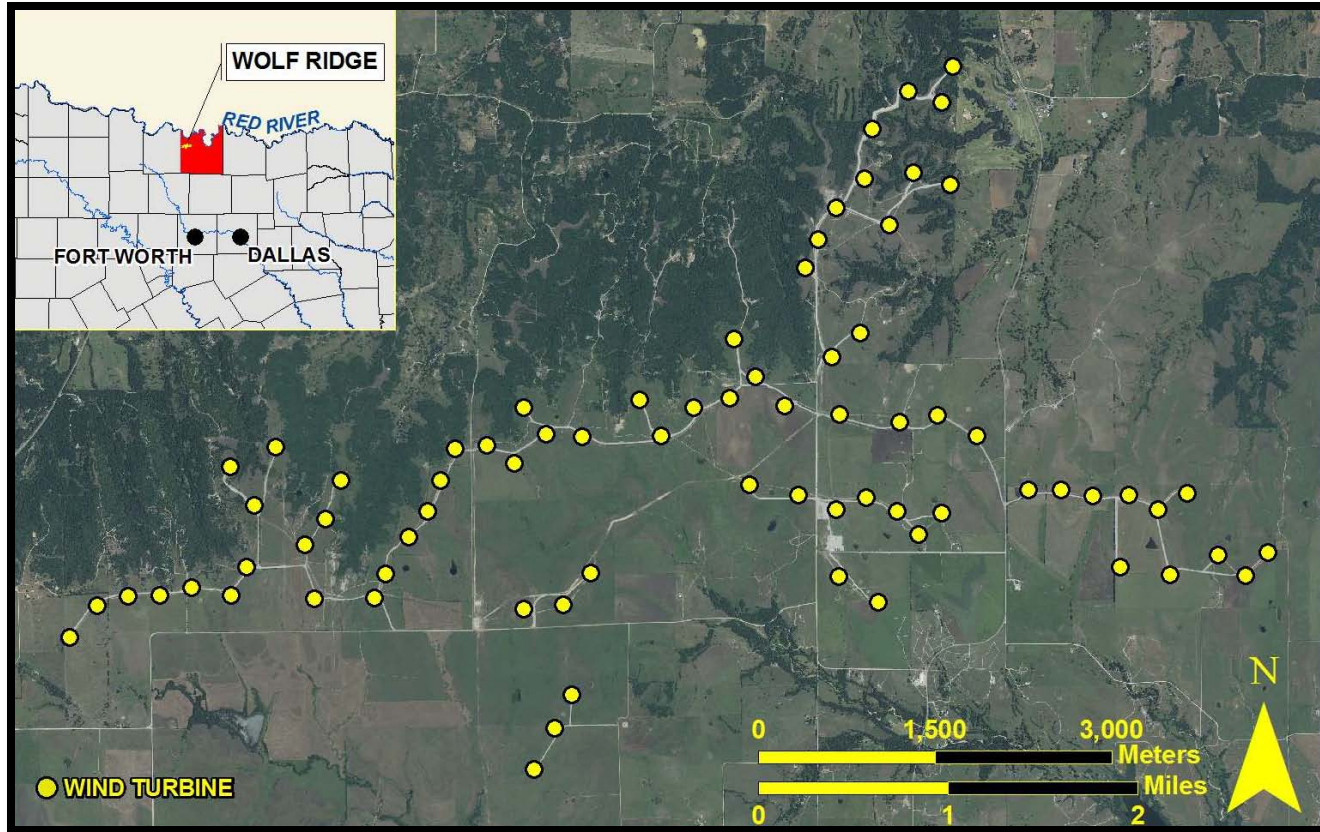 WOLF RIDGE
RED RIVER
FORT WORTH
DALLAS
N
0 1,500 3,000
Meters
Miles
0 1 2
WIND TURBINE